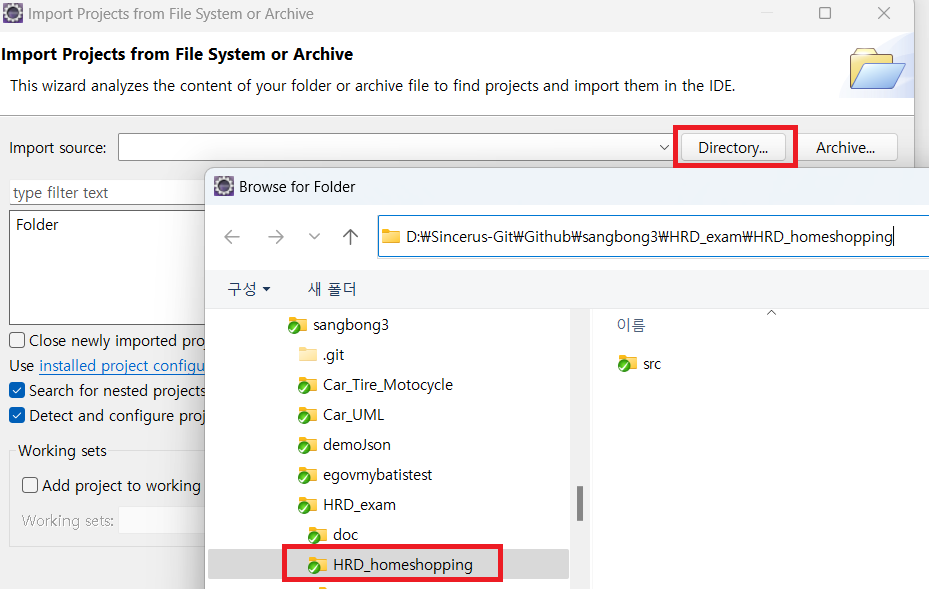 Import Projects from File System or Archive
Import Projects from File System or Archive
This wizard analyzes the content of your folder or archive file to find projects and import them in the IDE.
Import source:
Directory...
Archive...
type filter text
Folder
Close newly imported pro
Use installed project configu
Search for nested projects
Detect and configure proj
Working sets
Add project to working
Working sets:
Browse for Folder
D:₩Sincerus-Git₩Github₩sangbong3₩HRD_exam₩HRD_homeshopping
구성
새 폴더
sangbong3
.git
Car_Tire_Motocycle
Car_UML
demoJson
egovmybatistest
HRD_exam
doc
HRD_homeshopping
이름
src